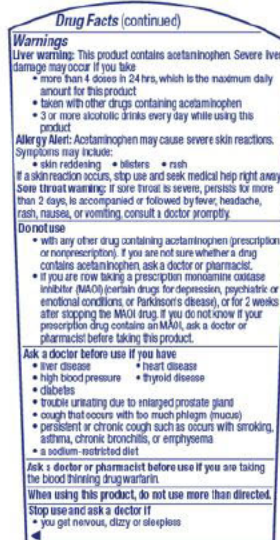 Drug Facts (continued)
Warnings
Liver warning: This product contains acetaminophen. Severe liver
damage may occur if you take
• more than 4 doses in 24 hrs, which is the maximum daily
amount for this product
• taken with other drugs containing acetaminophen
• 3 or more alcoholic drinks every day while using this
product
Allergy Alert: Acetaminophen may cause severe skin reactions.
Symptoms may include:
• skin reddening • blisters • rash
If a skin reaction occurs, stop use and seek medical help right away.
Sore throat warning: If sore throat is severe, persists for more
than 2 days, is accompanied or followed by fever, headache,
rash, nausea, or vomiting, consult a doctor promptly.
Do not use
• with any other drug containing acetaminophen (prescription
or nonprescription). If you are not sure whether a drug
contains acetaminophen, ask a doctor or pharmacist.
• if you are now taking a prescription monoamine oxidase
inhibitor (MAOI) (certain drugs for depression, psychiatric or
emotional conditions, or Parkinson's disease), or for 2 weeks
after stopping the MAOI drug. If you do not know if your
prescription drug contains an MAOI, ask a doctor or
pharmacist before taking this product.
Ask a doctor before use if you have
• liver disease • heart disease
• high blood pressure • thyroid disease
• diabetes
• trouble urinating due to enlarged prostate gland
• cough that occurs with too much phlegm (mucus)
• persistent or chronic cough such as occurs with smoking,
asthma, chronic bronchitis, or emphysema
• a sodium-restricted diet
Ask a doctor or pharmacist before use if you are taking
the blood thinning drug warfarin.
When using this product, do not use more than directed.
Stop use and ask a doctor if
• you get nervous, dizzy or sleepless